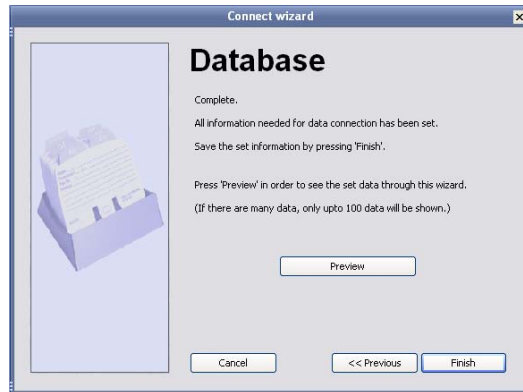 Connect wizard
Database
Complete.
All information needed for data connection has been set.
Save the set information by pressing 'Finish'.
Press 'Preview' in order to see the set data through this wizard.
(If there are many data, only upto 100 data will be shown.)
Preview
Cancel
<< Previous
Finish